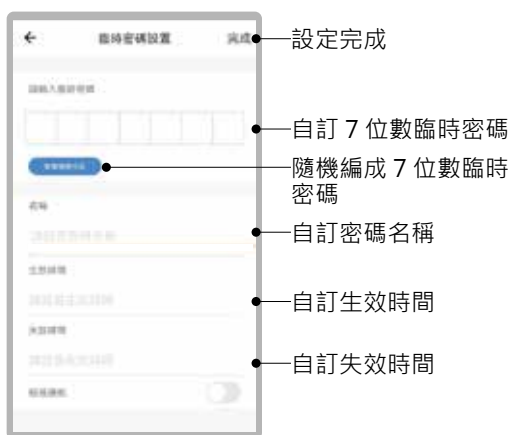 臨時密碼設置
完成
設定完成
自訂 7 位數臨時密碼
隨機編成 7 位數臨時
密碼
名稱
自訂密碼名稱
生效時間
自訂生效時間
失效時間
自訂失效時間